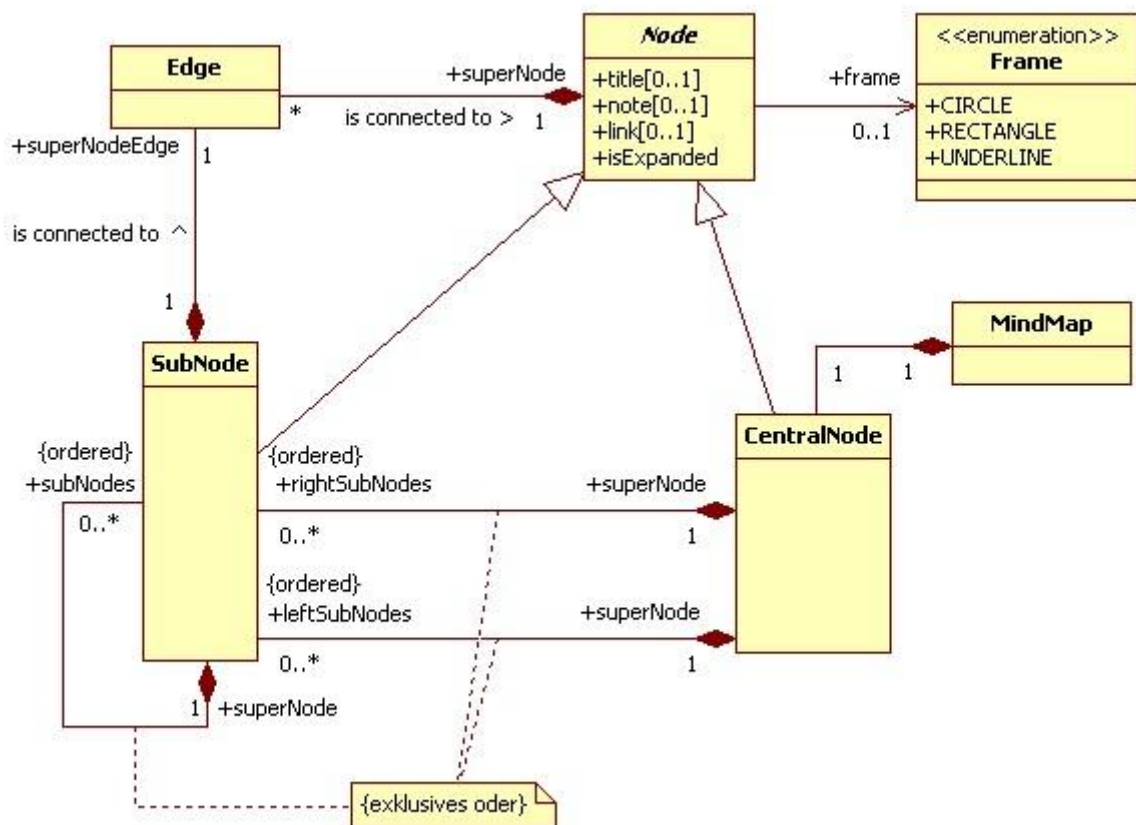 Edge
*
+superNode
is connected to >
1
Node
+title[0..1]
+note[0..1]
+link[0..1]
+isExpanded
+frame
0..1
<<enumeration>>
Frame
+CIRCLE
+RECTANGLE
+UNDERLINE
+superNodeEdge
1
is connected to ^
1
SubNode
MindMap
1
1
CentralNode
{ordered}
+subNodes
0..*
{ordered}
+rightSubNodes
0..*
+superNode
1
{ordered}
+leftSubNodes
0..*
+superNode
1
1
+superNode
{exklusives oder}